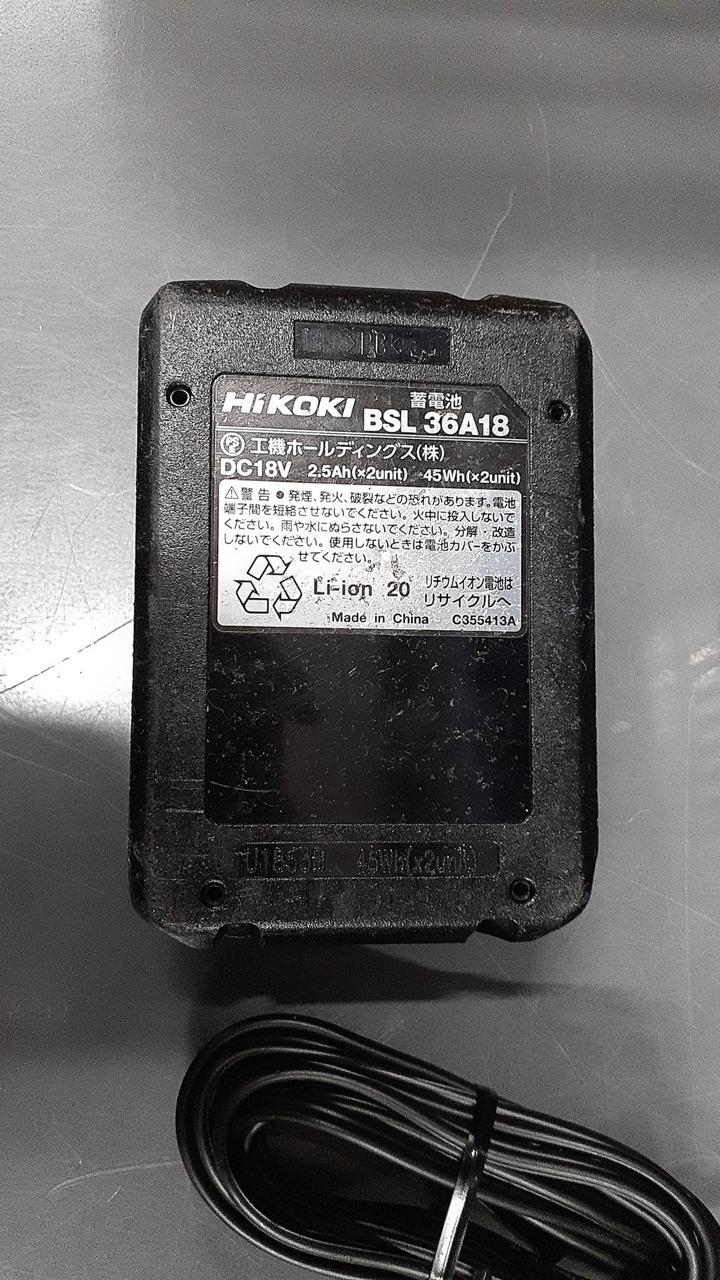 >PB<
HiKOKI
蓄電池
BSL 36A18
PS
E
工機ホールディングス(株)
DC18V 2.5Ah(×2unit) 45Wh(×2unit)
⚠警告 ● 発煙、発火、破裂などの恐れがあります。電池
端子間を短絡させないでください。火中に投入しないで
ください。雨や水にぬらさないでください。分解・改造
しないでください。使用しないときは電池カバーをかぶ
せてください。
Li-ion 20
リチウムイオン電池は
リサイクルへ
Made in China C355413A
45Wh(x2unit)